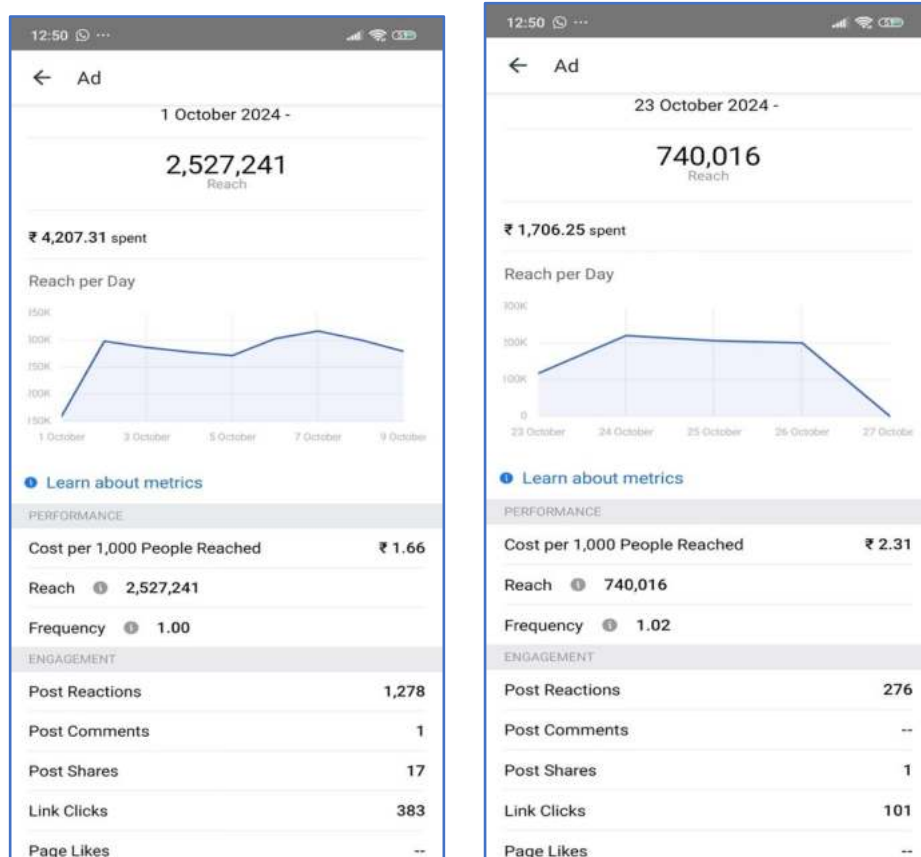 12:50 ...
← Ad
1 October 2024 -
2,527,241
Reach
₹ 4,207.31 spent
Reach per Day
1 October 3 October 5 October 7 October 9 October
Learn about metrics
PERFORMANCE
Cost per 1,000 People Reached ₹ 1.66
Reach 2,527,241
Frequency 1.00
ENGAGEMENT
Post Reactions 1,278
Post Comments 1
Post Shares 17
Link Clicks 383
Page Likes --
12:50 ...
← Ad
23 October 2024 -
740,016
Reach
₹ 1,706.25 spent
Reach per Day
200K
100K
0
23 October 24 October 25 October 26 October 27 Octobe
Learn about metrics
PERFORMANCE
Cost per 1,000 People Reached ₹ 2.31
Reach 740,016
Frequency 1.02
ENGAGEMENT
Post Reactions 276
Post Comments --
Post Shares 1
Link Clicks 101
Page Likes --